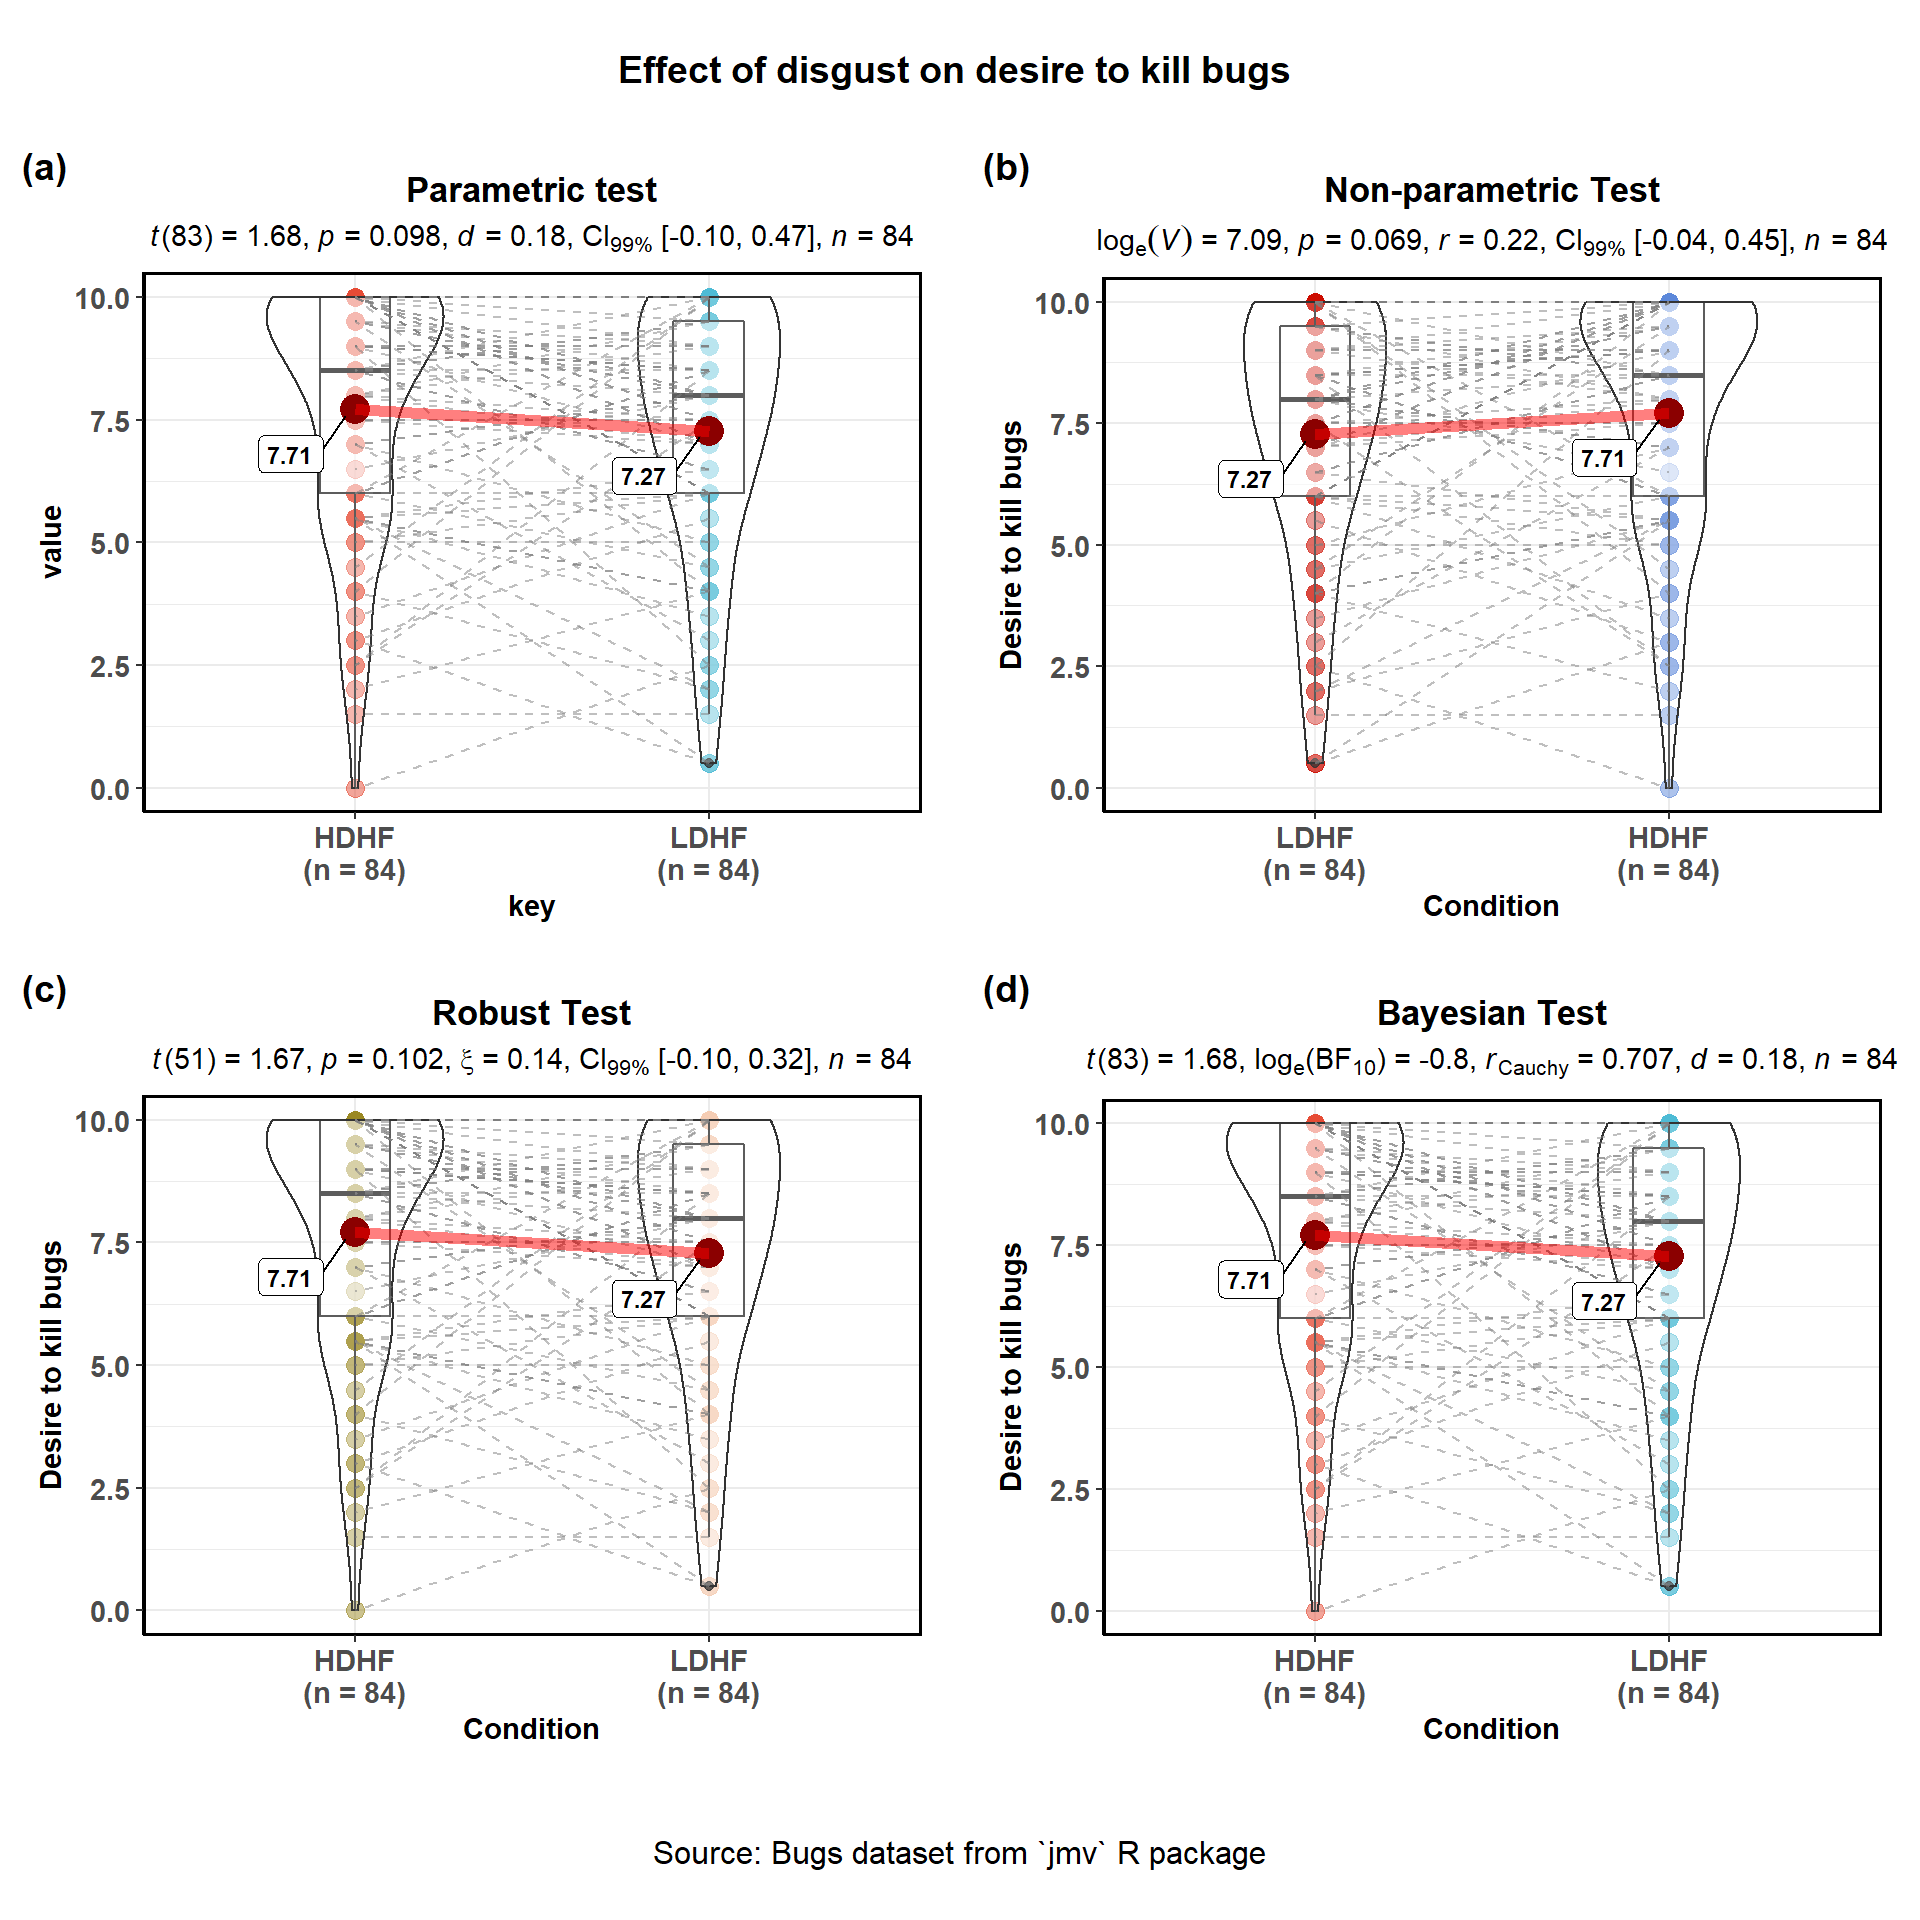 Effect of disgust on desire to kill bugs
(a)
Parametric test
t(83) = 1.68, p = 0.098, d = 0.18, CI99% [-0.10, 0.47], n = 84
value
10.0
7.5
5.0
2.5
0.0
7.71
7.27
HDHF
(n = 84)
LDHF
(n = 84)
key
(b)
Non-parametric Test
loge(V) = 7.09, p = 0.069, r = 0.22, CI99% [-0.04, 0.45], n = 84
Desire to kill bugs
10.0
7.5
5.0
2.5
0.0
7.27
7.71
LDHF
(n = 84)
HDHF
(n = 84)
Condition
(c)
Robust Test
t(51) = 1.67, p = 0.102, ξ = 0.14, CI99% [-0.10, 0.32], n = 84
Desire to kill bugs
10.0
7.5
5.0
2.5
0.0
7.71
7.27
HDHF
(n = 84)
LDHF
(n = 84)
Condition
(d)
Bayesian Test
t(83) = 1.68, loge(BF10) = -0.8, rCauchy = 0.707, d = 0.18, n = 84
Desire to kill bugs
10.0
7.5
5.0
2.5
0.0
7.71
7.27
HDHF
(n = 84)
LDHF
(n = 84)
Condition
Source: Bugs dataset from `jmv` R package